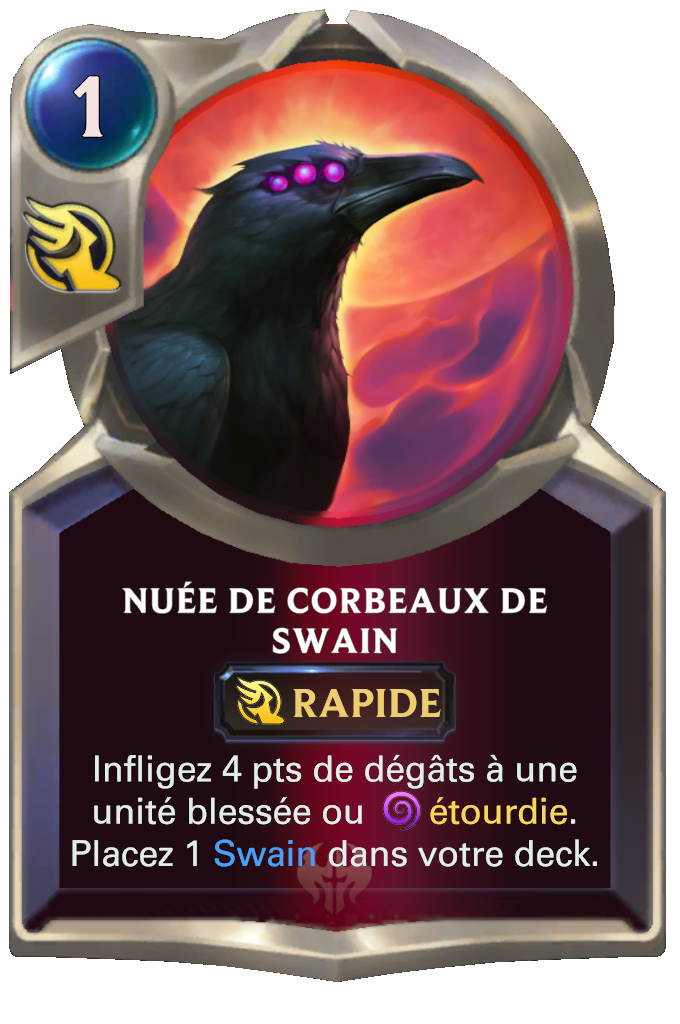 1
NUÉE DE CORBEAUX DE
SWAIN
RAPIDE
Infligez 4 pts de dégâts à une
unité blessée ou étourdie.
Placez 1 Swain dans votre deck.